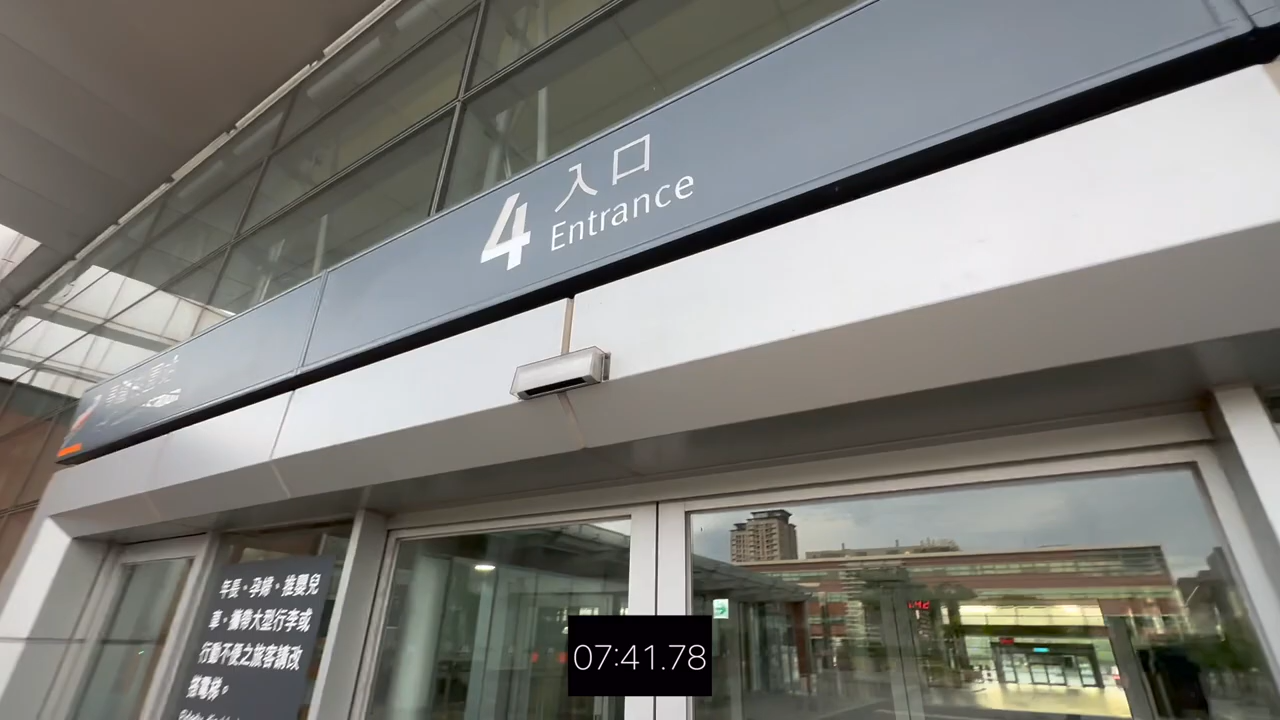 4 入口
Entrance
年長、孕婦、推嬰兒
車、攜帶大型行李或
行動不便之旅客請改
搭電梯。
07:41.78